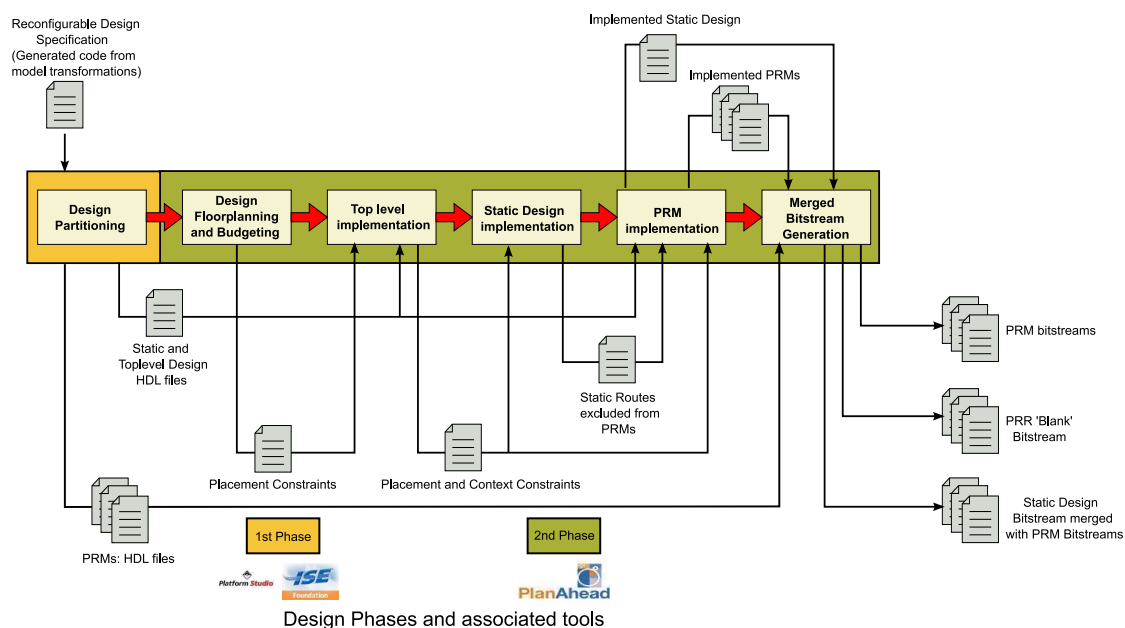 Reconfigurable Design
Specification
(Generated code from
model transformations)
Implemented Static Design
Implemented PRMs
Design
Partitioning
Design
Floorplanning
and Budgeting
Top level
implementation
Static Design
implementation
PRM
implementation
Merged
Bitstream
Generation
Static and
Toplevel Design
HDL files
Static Routes
excluded from
PRMs
Placement Constraints
Placement and Context Constraints
PRMs: HDL files
PRM bitstreams
PRR 'Blank'
Bitstream
Static Design
Bitstream merged
with PRM Bitstreams
1st Phase
2nd Phase
Platform Studio
ISE
Foundation
PlanAhead
Design Phases and associated tools